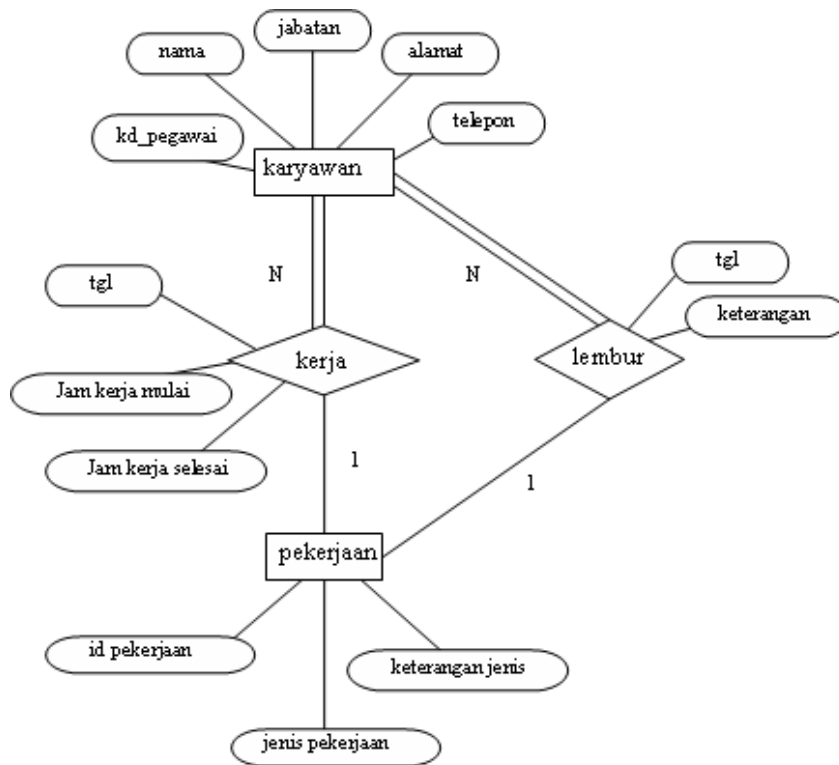 jabatan
nama
alamat
kd_pegawai
telepon
karyawan
N
N
tgl
tgl
keterangan
kerja
lembur
Jam kerja mulai
Jam kerja selesai
1
1
pekerjaan
id pekerjaan
keterangan jenis
jenis pekerjaan